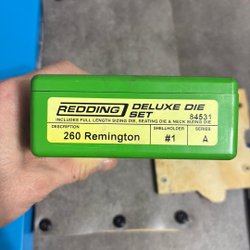 REDDING DELUXE DIE
SET 84531
INCLUDES FULL LENGTH SIZING DIE, SEATING DIE & NECK SIZING DIE
DESCRIPTION SHELLHOLDER SERIES
260 Remington #1 A